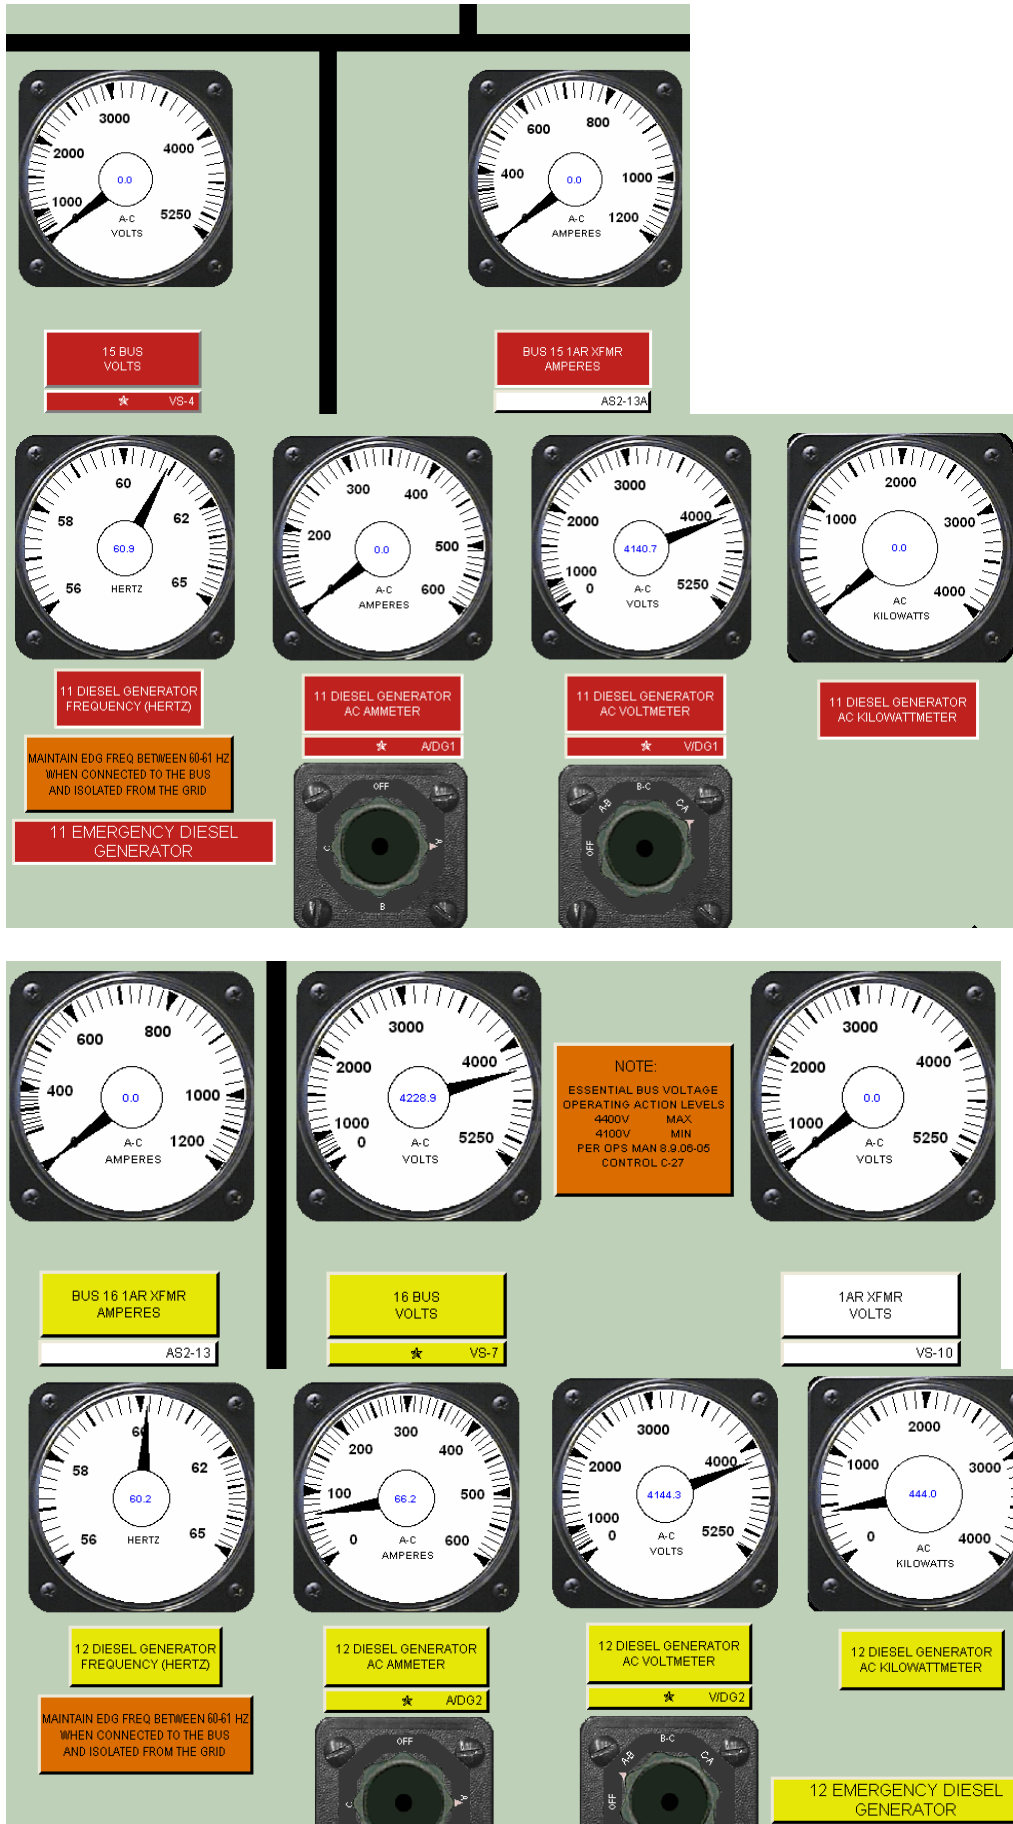 3000
2000
4000
1000
5250
0.0
A-C
VOLTS
600
800
400
1000
1200
0.0
A-C
AMPERES
15 BUS
VOLTS
VS-4
BUS 15 1AR XFMR
AMPERES
AS2-13A
60
58
62
56
65
60.9
HERTZ
300
400
200
500
600
0.0
A-C
AMPERES
3000
2000
4000
1000
0
5250
4140.7
A-C
VOLTS
2000
1000
3000
4000
0.0
AC
KILOWATTS
11 DIESEL GENERATOR
FREQUENCY (HERTZ)
11 DIESEL GENERATOR
AC AMMETER
A/DG1
11 DIESEL GENERATOR
AC VOLTMETER
V/DG1
11 DIESEL GENERATOR
AC KILOWATTMETER
MAINTAIN EDG FREQ BETWEEN 60-61 HZ
WHEN CONNECTED TO THE BUS
AND ISOLATED FROM THE GRID
11 EMERGENCY DIESEL
GENERATOR
OFF
A
B
C
OFF
A-B
B-C
C-A
600
800
400
1000
1200
0.0
A-C
AMPERES
3000
2000
4000
1000
0
5250
4228.9
A-C
VOLTS
NOTE:
ESSENTIAL BUS VOLTAGE
OPERATING ACTION LEVELS
4400V MAX
4100V MIN
PER OPS MAN 8.9.06-05
CONTROL C-27
3000
2000
4000
1000
5250
0.0
A-C
VOLTS
BUS 16 1AR XFMR
AMPERES
AS2-13
16 BUS
VOLTS
VS-7
1AR XFMR
VOLTS
VS-10
60
58
62
56
65
60.2
HERTZ
300
200
400
100
500
0
600
66.2
A-C
AMPERES
3000
2000
4000
1000
0
5250
4144.3
A-C
VOLTS
2000
1000
3000
0
4000
444.0
AC
KILOWATTS
12 DIESEL GENERATOR
FREQUENCY (HERTZ)
12 DIESEL GENERATOR
AC AMMETER
A/DG2
12 DIESEL GENERATOR
AC VOLTMETER
V/DG2
12 DIESEL GENERATOR
AC KILOWATTMETER
MAINTAIN EDG FREQ BETWEEN 60-61 HZ
WHEN CONNECTED TO THE BUS
AND ISOLATED FROM THE GRID
OFF
A
C
OFF
A-B
B-C
C-A
12 EMERGENCY DIESEL
GENERATOR